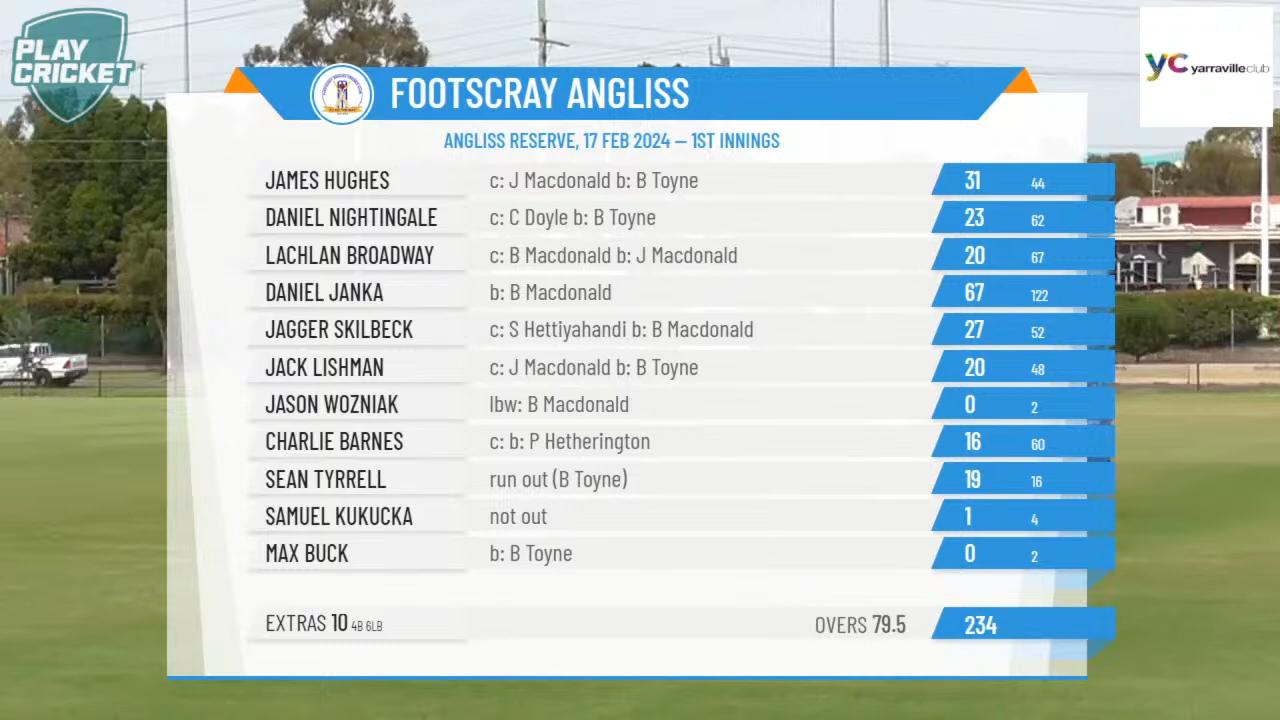 PLAY CRICKET
yc yarravilleclub
FOOTSCRAY ANGLISS
ANGLISS RESERVE, 17 FEB 2024 – 1ST INNINGS
JAMES HUGHES c: J Macdonald b: B Toyne 31 44
DANIEL NIGHTINGALE c: C Doyle b: B Toyne 23 62
LACHLAN BROADWAY c: B Macdonald b: J Macdonald 20 67
DANIEL JANKA b: B Macdonald 67 122
JAGGER SKILBECK c: S Hettiyahandi b: B Macdonald 27 52
JACK LISHMAN c: J Macdonald b: B Toyne 20 48
JASON WOZNIAK lbw: B Macdonald 0 2
CHARLIE BARNES c: b: P Hetherington 16 60
SEAN TYRRELL run out (B Toyne) 19 16
SAMUEL KUKUCKA not out 1 4
MAX BUCK b: B Toyne 0 2
EXTRAS 10 4B 6LB OVERS 79.5 234